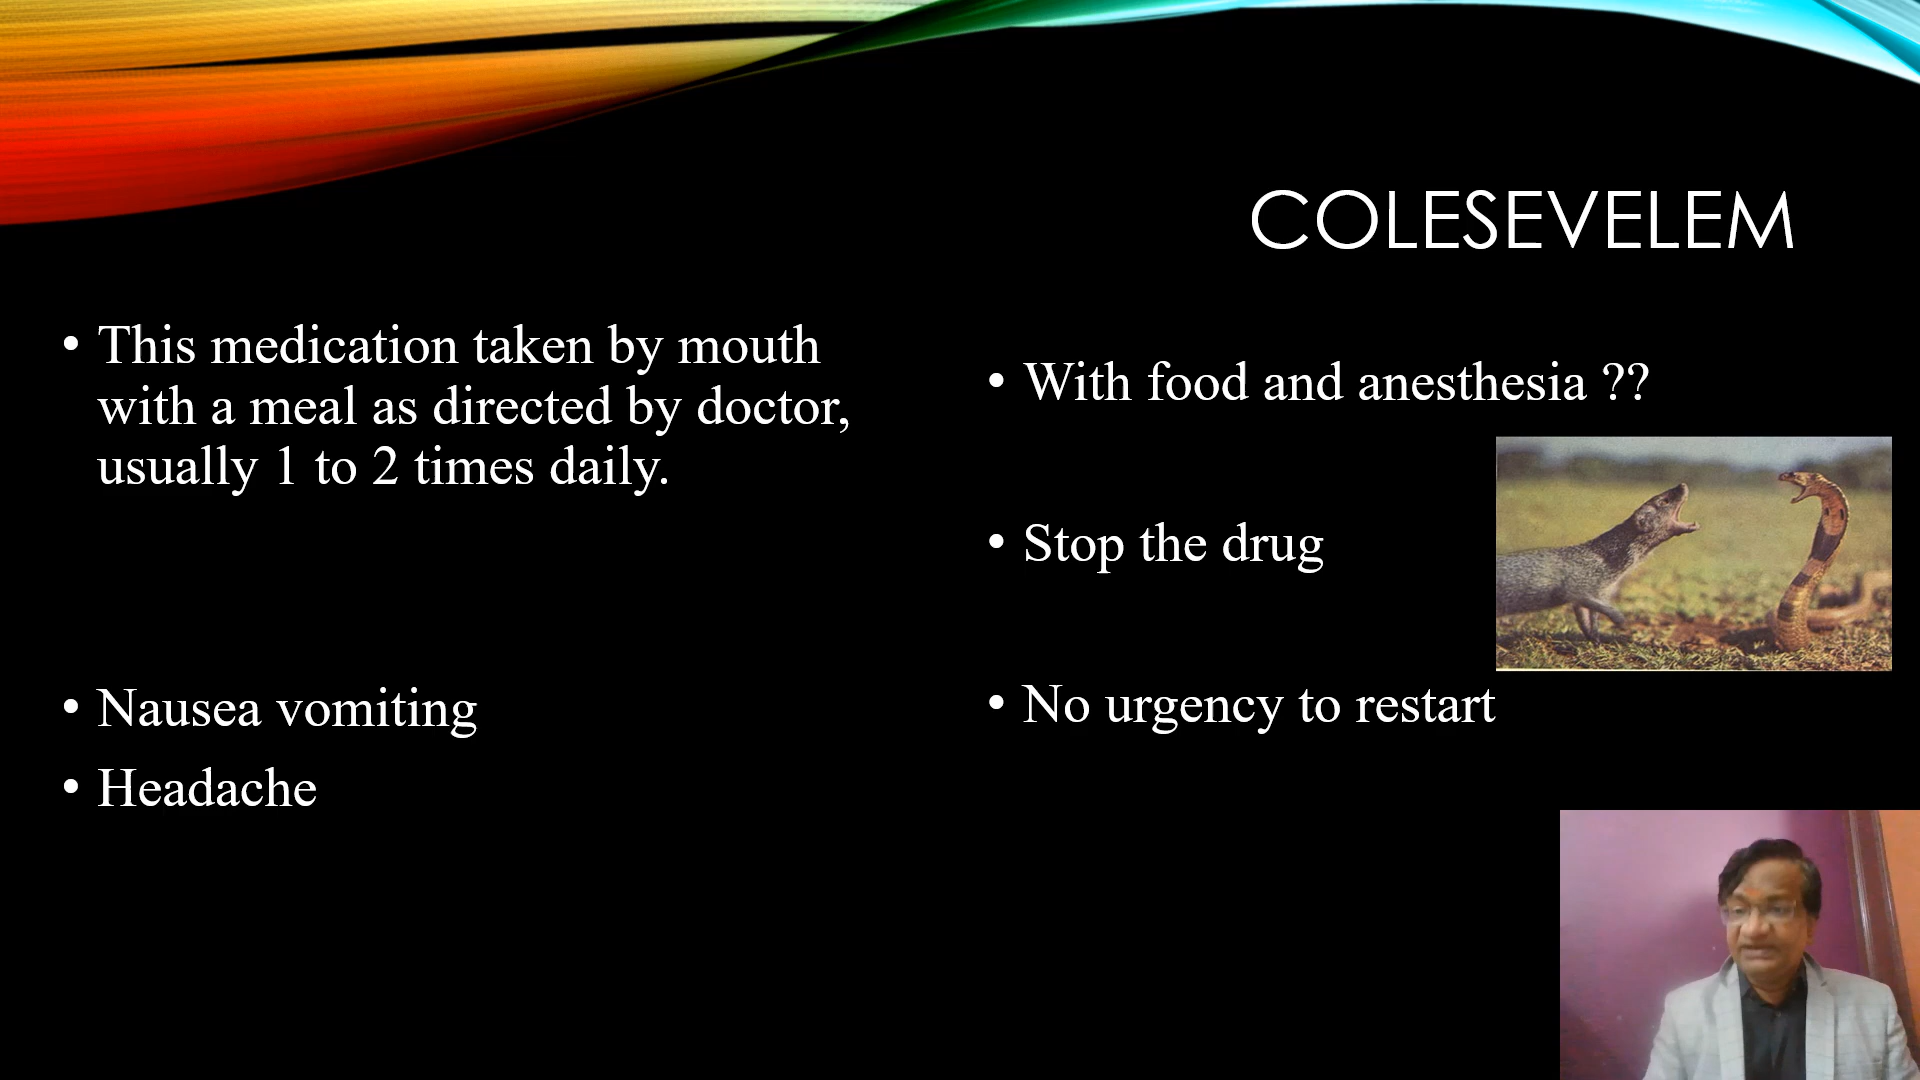 COLESEVELEM
• This medication taken by mouth
with a meal as directed by doctor,
usually 1 to 2 times daily.
• Nausea vomiting
• Headache
• With food and anesthesia ??
• Stop the drug
• No urgency to restart